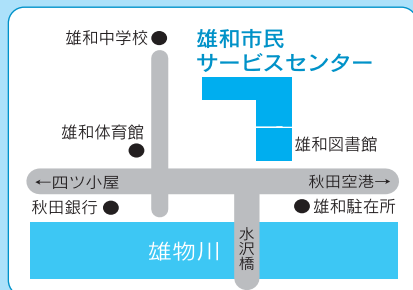 雄和中学校
雄和市民
サービスセンター
雄和体育館
雄和図書館
←四ツ小屋
秋田空港→
秋田銀行
雄和駐在所
水沢橋
雄物川